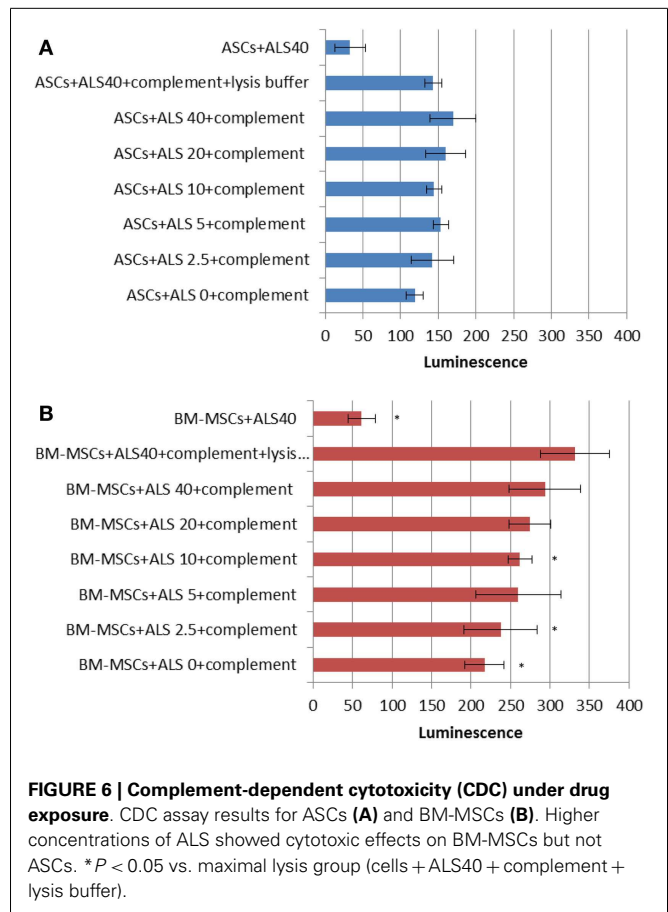 A
ASCs+ALS40
ASCs+ALS40+complement+lysis buffer
ASCs+ALS 40+complement
ASCs+ALS 20+complement
ASCs+ALS 10+complement
ASCs+ALS 5+complement
ASCs+ALS 2.5+complement
ASCs+ALS 0+complement
0 50 100 150 200 250 300 350 400
Luminescence
B
BM-MSCs+ALS40 *
BM-MSCs+ALS40+complement+lysis...
BM-MSCs+ALS 40+complement
BM-MSCs+ALS 20+complement
BM-MSCs+ALS 10+complement *
BM-MSCs+ALS 5+complement
BM-MSCs+ALS 2.5+complement *
BM-MSCs+ALS 0+complement *
0 50 100 150 200 250 300 350 400
Luminescence
FIGURE 6 | Complement-dependent cytotoxicity (CDC) under drug
exposure. CDC assay results for ASCs (A) and BM-MSCs (B). Higher
concentrations of ALS showed cytotoxic effects on BM-MSCs but not
ASCs. *P < 0.05 vs. maximal lysis group (cells + ALS40 + complement +
lysis buffer).